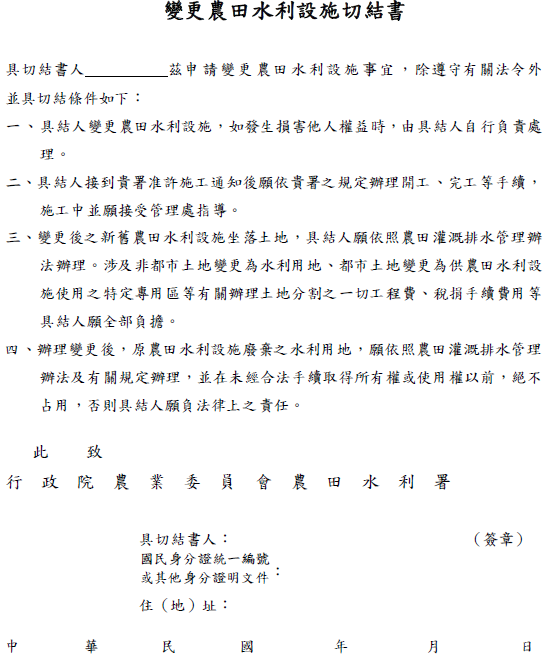 變更農田水利設施切結書
具切結書人__________茲申請變更農田水利設施事宜，除遵守有關法令外
並具切結條件如下：
一、具結人變更農田水利設施，如發生損害他人權益時，由具結人自行負責處
理。
二、具結人接到貴署准許施工通知後願依貴署之規定辦理開工、完工等手續，
施工中並願接受管理處指導。
三、變更後之新舊農田水利設施坐落土地，具結人願依照農田灌溉排水管理辦
法辦理。涉及非都市土地變更為水利用地、都市土地變更為供農田水利設
施使用之特定專用區等有關辦理土地分割之一切工程費、稅捐手續費用等
具結人願全部負擔。
四、辦理變更後，原農田水利設施廢棄之水利用地，願依照農田灌溉排水管理
辦法及有關規定辦理，並在未經合法手續取得所有權或使用權以前，絕不
占用，否則具結人願負法律上之責任。
此 致
行 政 院 農 業 委 員 會 農 田 水 利 署
具切結書人： （簽章）
國民身分證統一編號
或其他身分證明文件：
住（地）址：
中 華 民 國 年 月 日